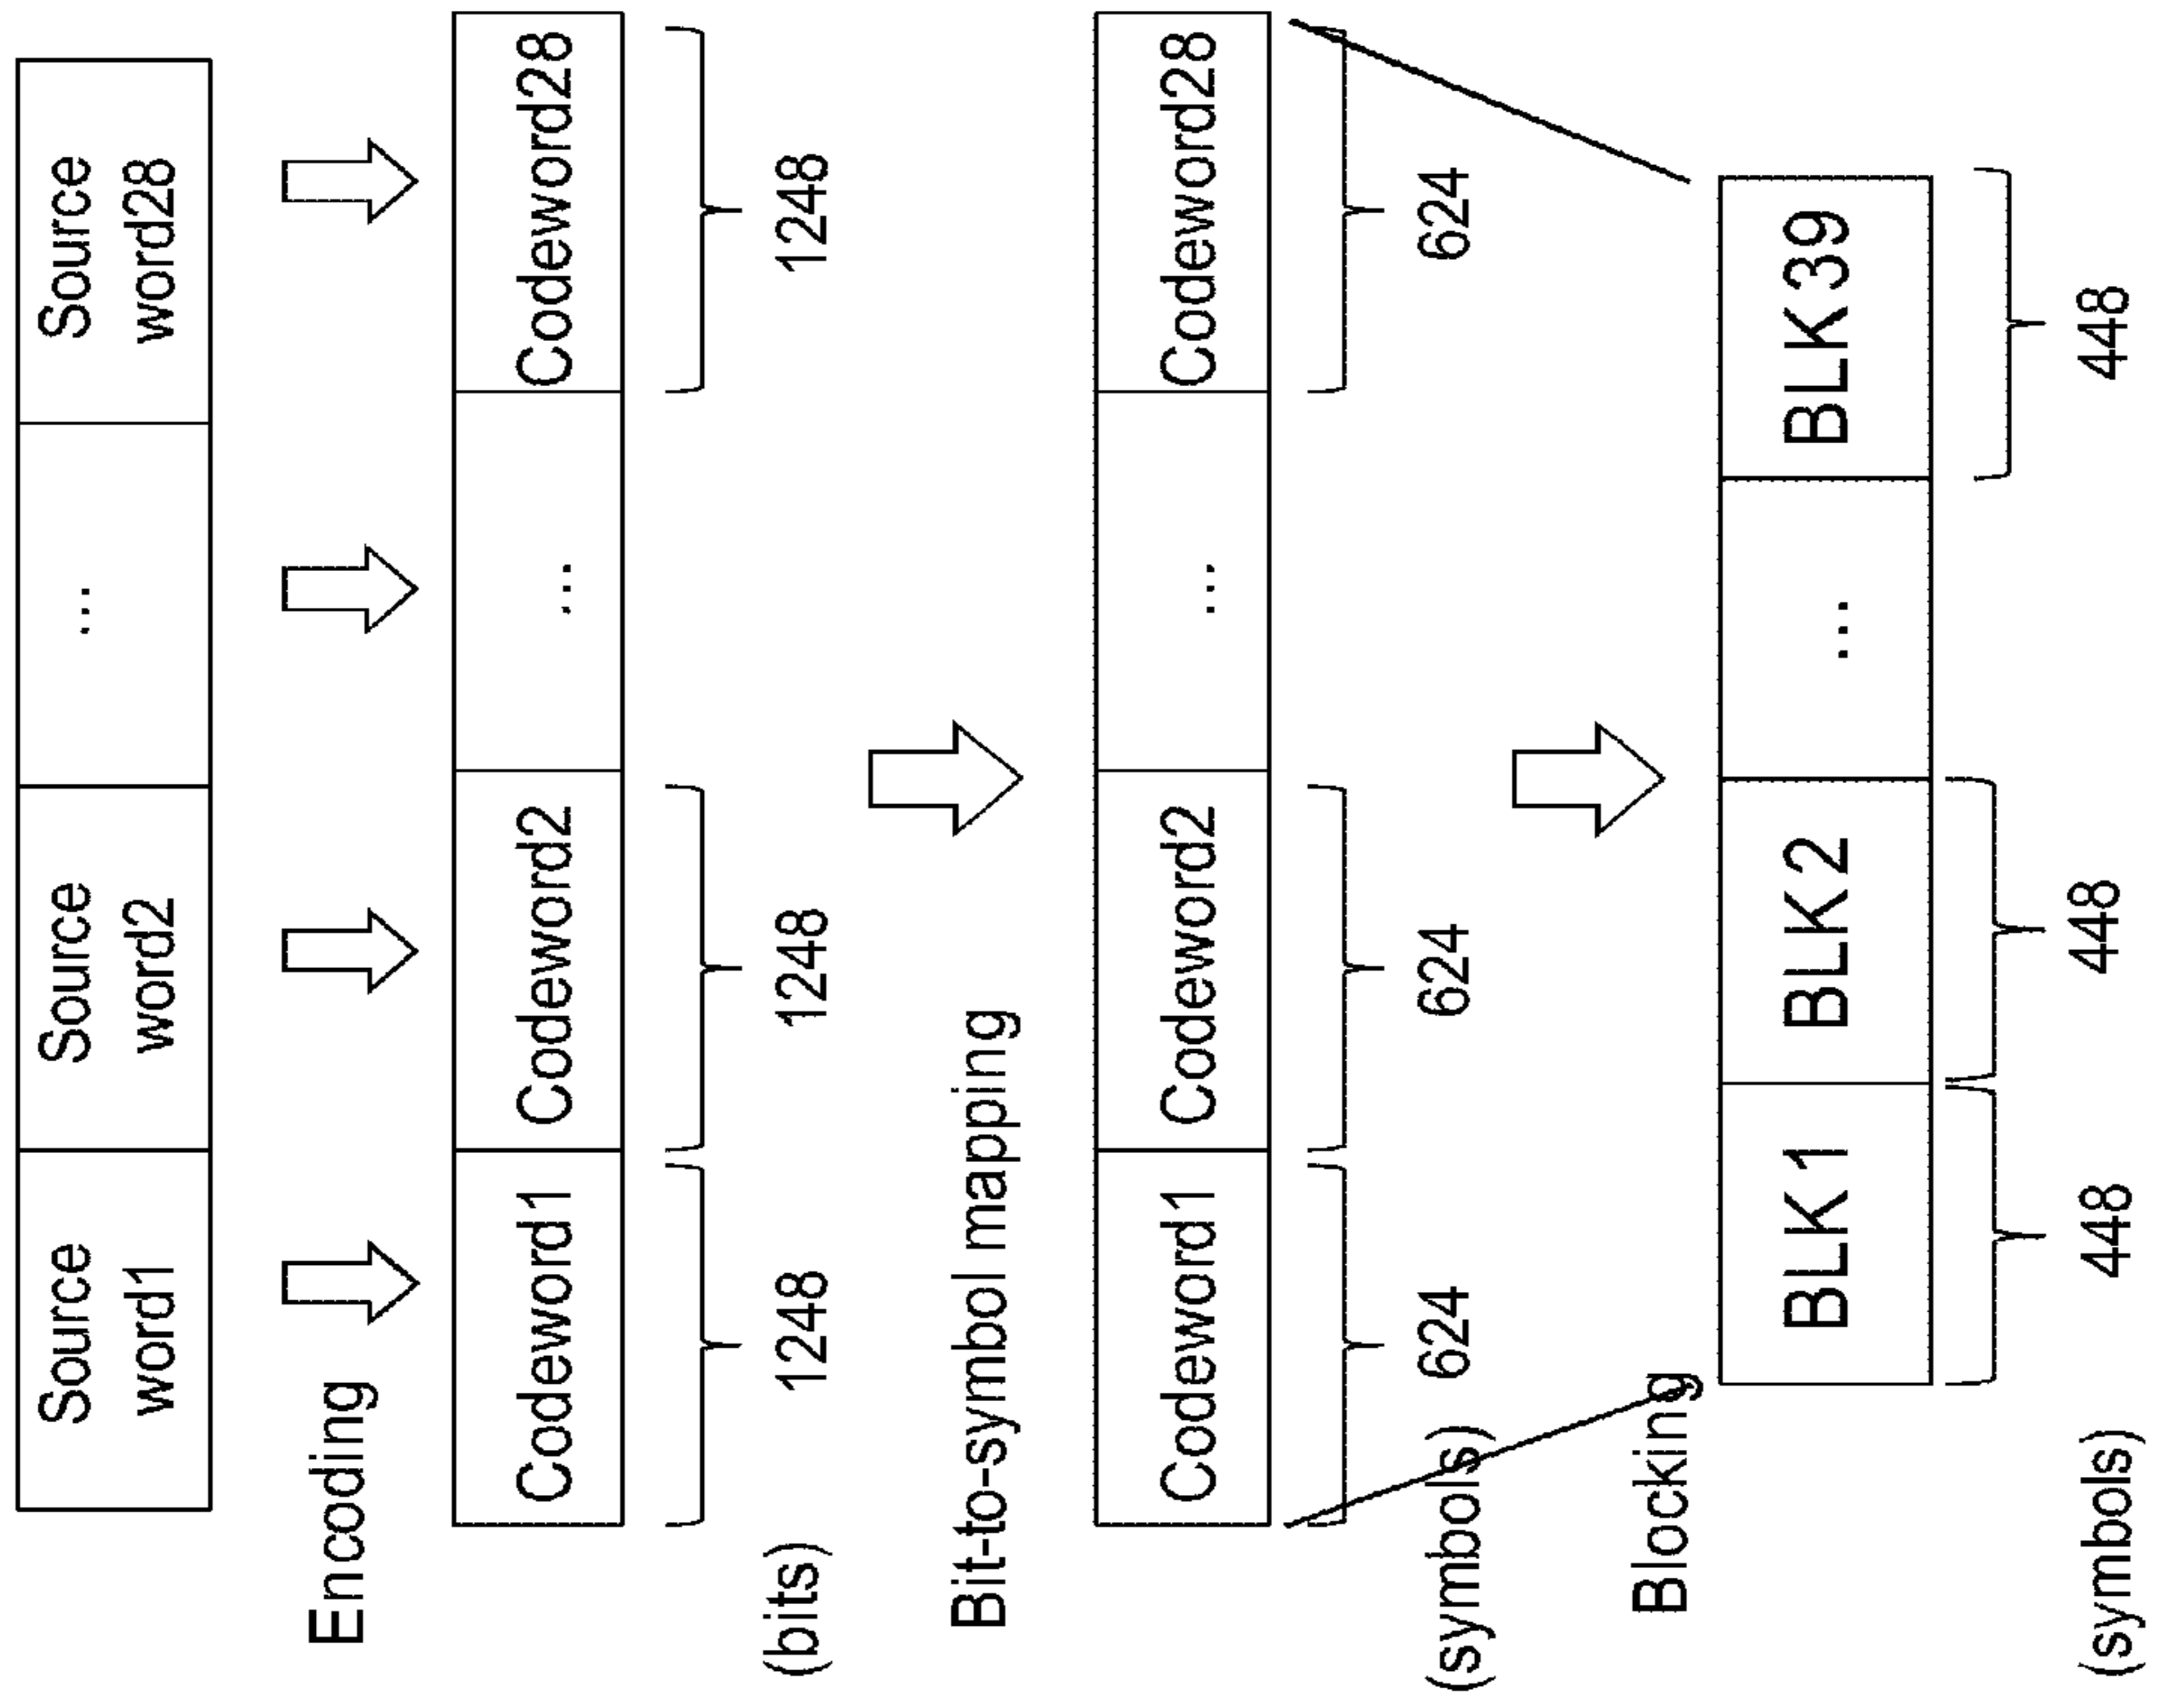 Source
word1
Source
word2
...
Source
word28
Encoding
Codeword1
Codeword2
...
Codeword28
(bits)
1248
1248
1248
Bit-to-symbol mapping
Codeword1
Codeword2
...
Codeword28
(symbols)
624
624
624
Blocking
BLK1
BLK2
...
BLK39
(symbols)
448
448
448